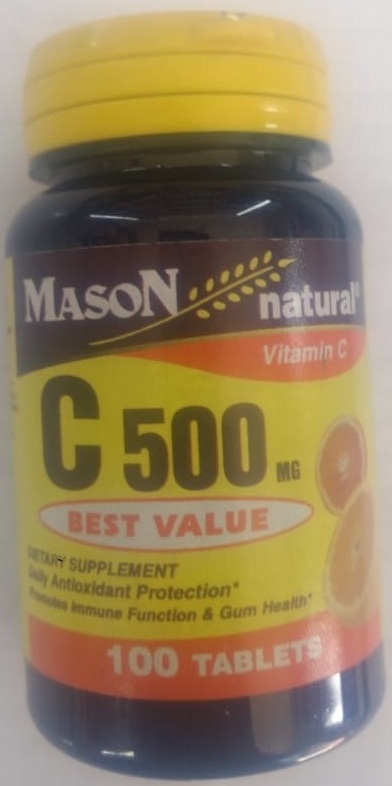 MASON natural®
Vitamin C
C 500 MG
BEST VALUE
DIETARY SUPPLEMENT
Daily Antioxidant Protection*
Promotes Immune Function & Gum Health*
100 TABLETS